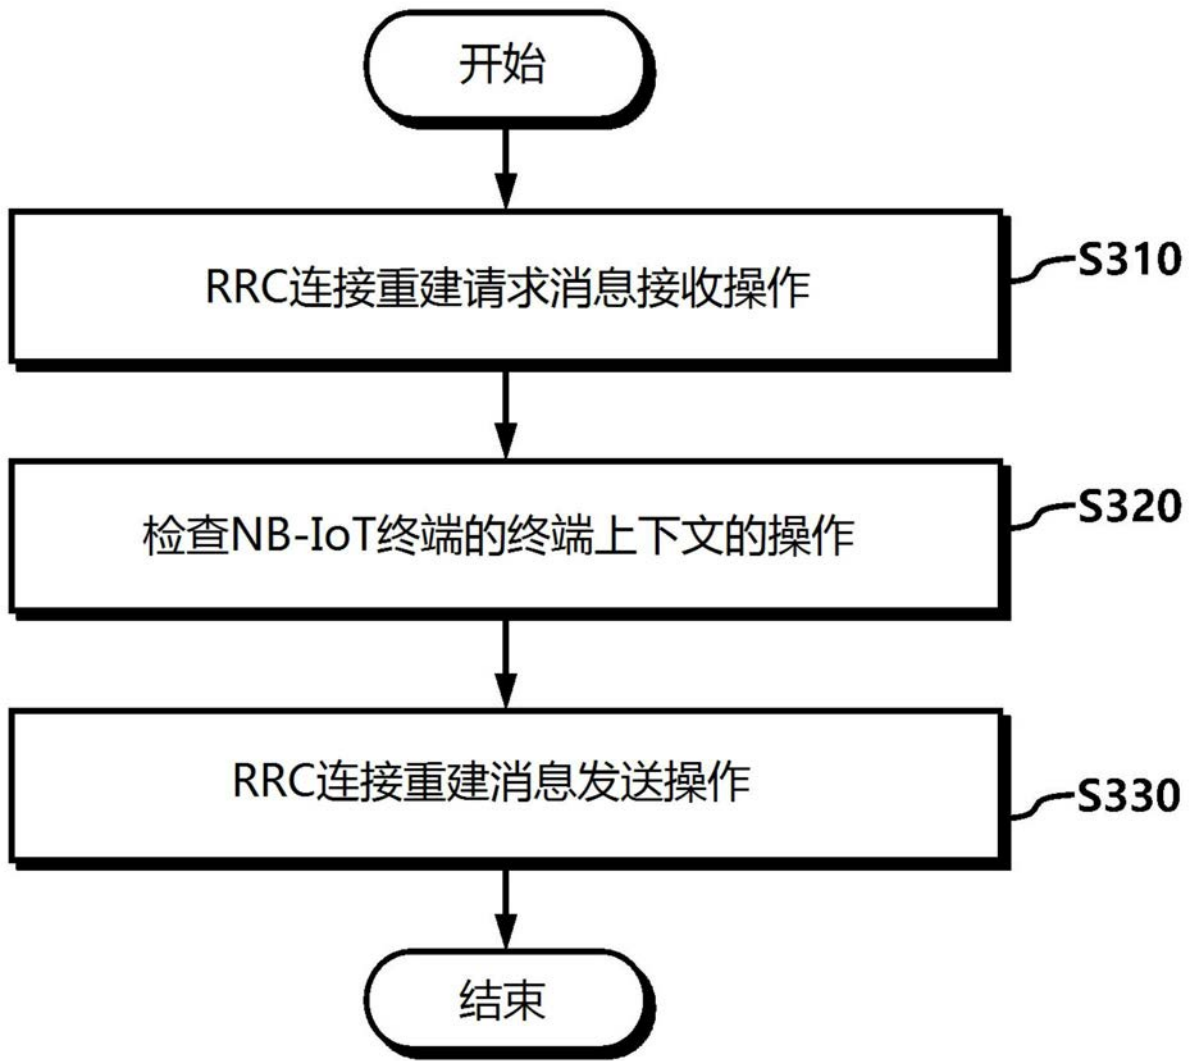 开始
RRC连接重建请求消息接收操作
S310
检查NB-IoT终端的终端上下文的操作
S320
RRC连接重建消息发送操作
S330
结束